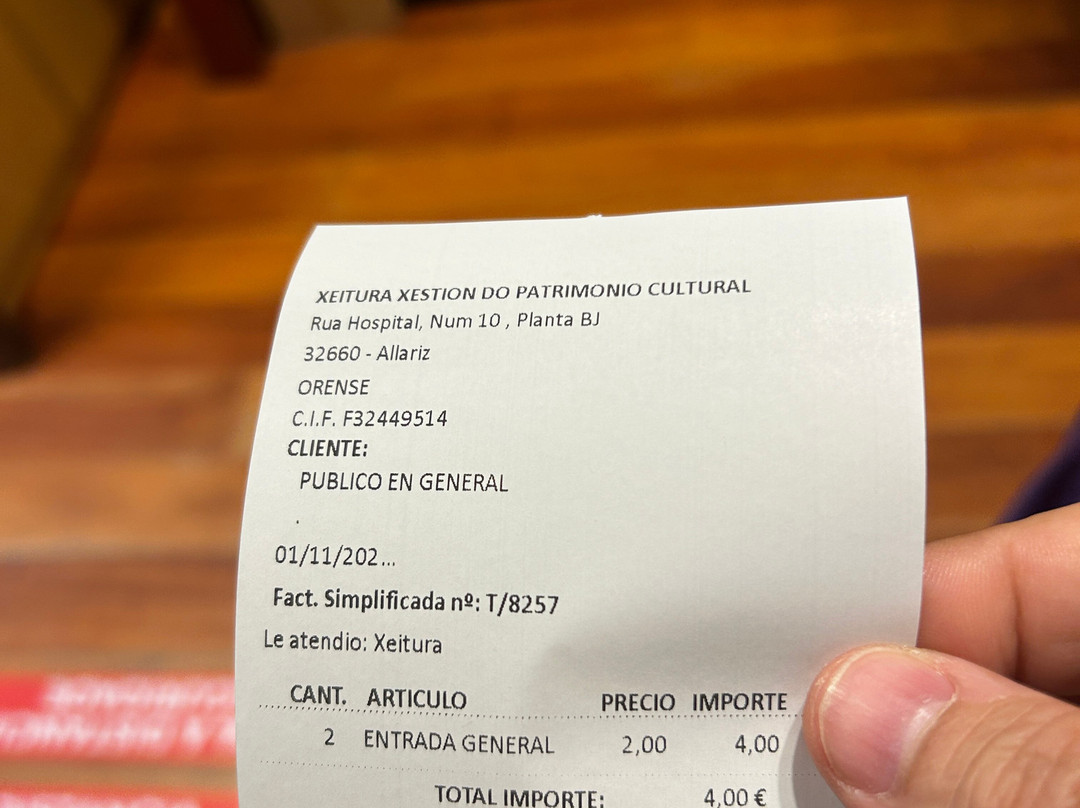 XEITURA XESTION DO PATRIMONIO CULTURAL
Rua Hospital, Num 10 , Planta BJ
32660 - Allariz
ORENSE
C.I.F. F32449514
CLIENTE:
PUBLICO EN GENERAL
.
01/11/202...
Fact. Simplificada nº: T/8257
Le atendio: Xeitura
CANT. ARTICULO PRECIO IMPORTE
2 ENTRADA GENERAL 2,00 4,00
TOTAL IMPORTE: 4,00 €